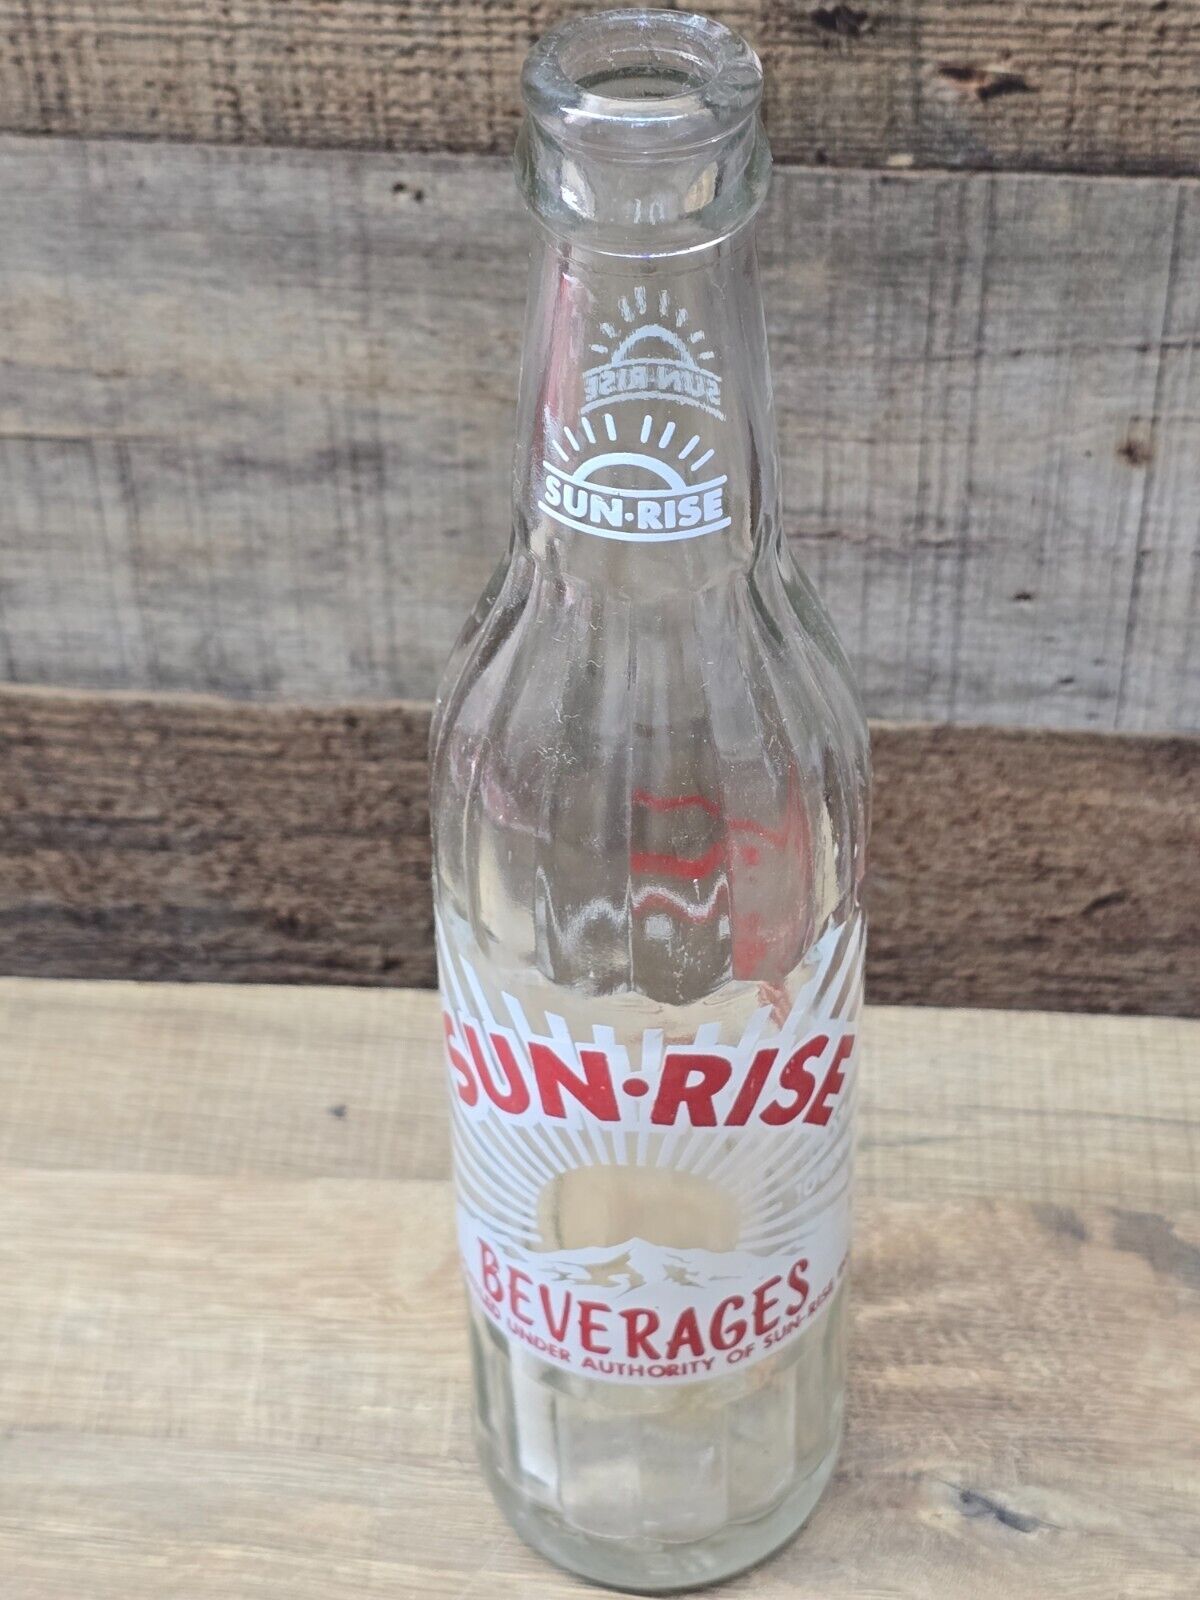 SUN·RISE
SUN·RISE
SUN·RISE
BEVERAGES
UNDER AUTHORITY OF SUN-RISE